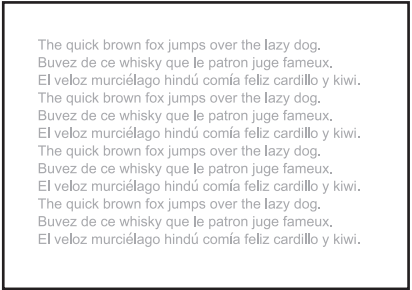 The quick brown fox jumps over the lazy dog.
Buvez de ce whisky que le patron juge fameux.
El veloz murciélago hindú comía feliz cardillo y kiwi.
The quick brown fox jumps over the lazy dog.
Buvez de ce whisky que le patron juge fameux.
El veloz murciélago hindú comía feliz cardillo y kiwi.
The quick brown fox jumps over the lazy dog.
Buvez de ce whisky que le patron juge fameux.
El veloz murciélago hindú comía feliz cardillo y kiwi.
The quick brown fox jumps over the lazy dog.
Buvez de ce whisky que le patron juge fameux.
El veloz murciélago hindú comía feliz cardillo y kiwi.